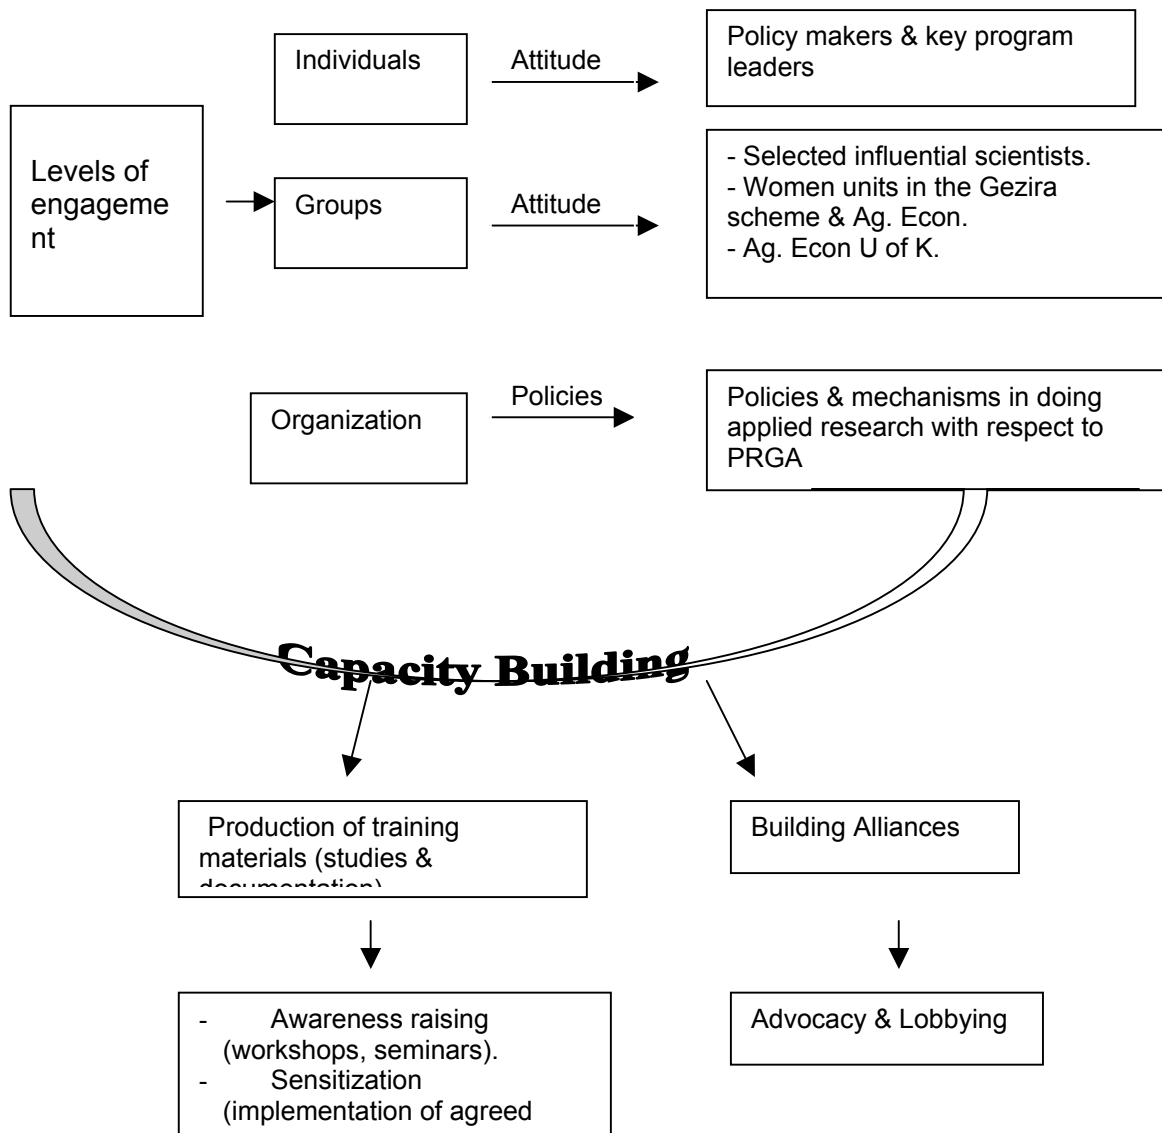 Individuals
Attitude
Policy makers & key program
leaders
Levels of
engageme
nt
Groups
Attitude
- Selected influential scientists.
- Women units in the Gezira
scheme & Ag. Econ.
- Ag. Econ U of K.
Organization
Policies
Policies & mechanisms in doing
applied research with respect to
PRGA
Capacity Building
Production of training
materials (studies &
documentation)
Building Alliances
- Awareness raising
(workshops, seminars).
- Sensitization
(implementation of agreed
Advocacy & Lobbying